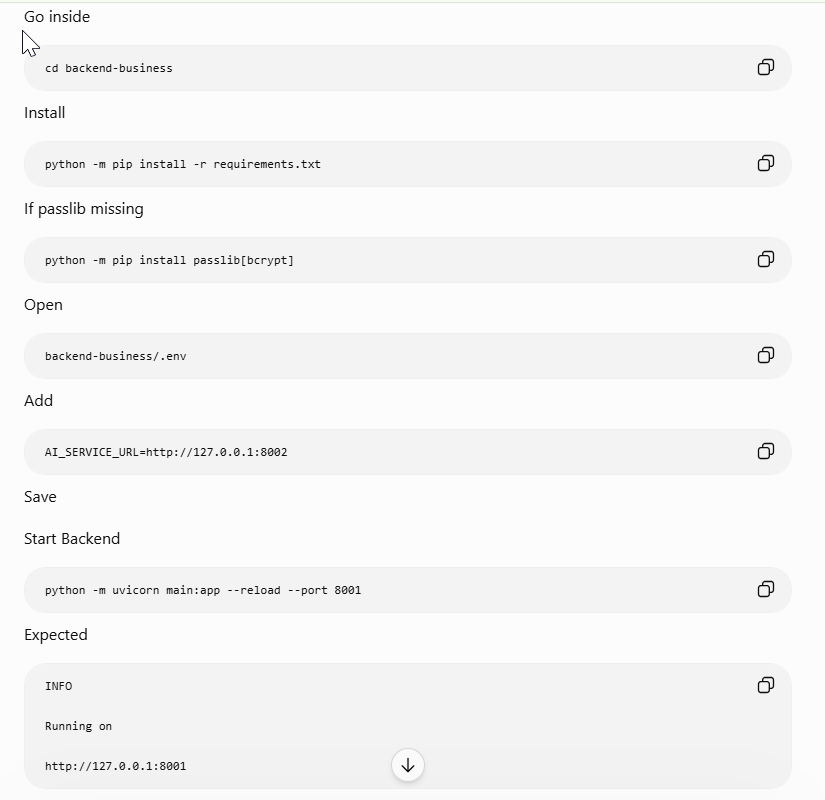 Go inside
cd backend-business
Install
python -m pip install -r requirements.txt
If passlib missing
python -m pip install passlib[bcrypt]
Open
backend-business/.env
Add
AI_SERVICE_URL=http://127.0.0.1:8002
Save
Start Backend
python -m uvicorn main:app --reload --port 8001
Expected
INFO
Running on
http://127.0.0.1:8001